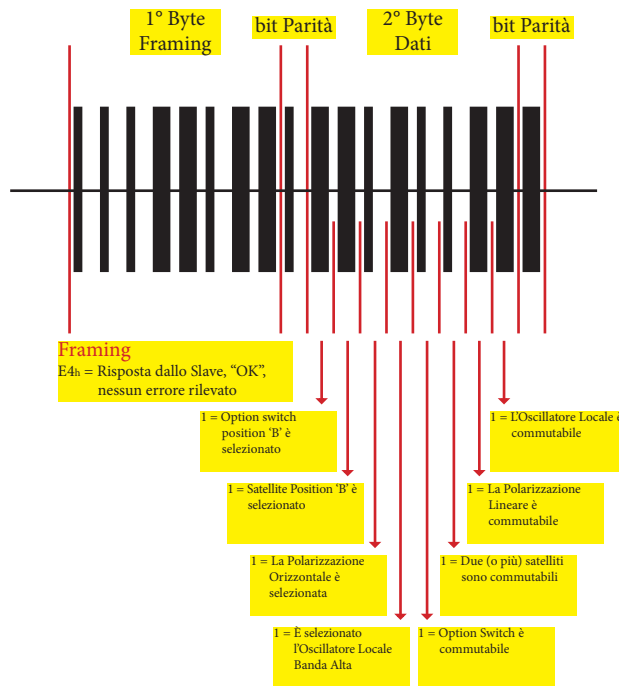 1° Byte
Framing
bit Parità
2° Byte
Dati
bit Parità
Framing
E4h = Risposta dallo Slave, “OK”,
nessun errore rilevato
1 = Option switch
position ‘B’ è
selezionato
1 = L’Oscillatore Locale è
commutabile
1 = Satellite Position ‘B’ è
selezionato
1 = La Polarizzazione
Lineare è
commutabile
1 = La Polarizzazione
Orizzontale è
selezionata
1 = Due (o più) satelliti
sono commutabili
1 = È selezionato
l’Oscillatore Locale
Banda Alta
1 = Option Switch è
commutabile